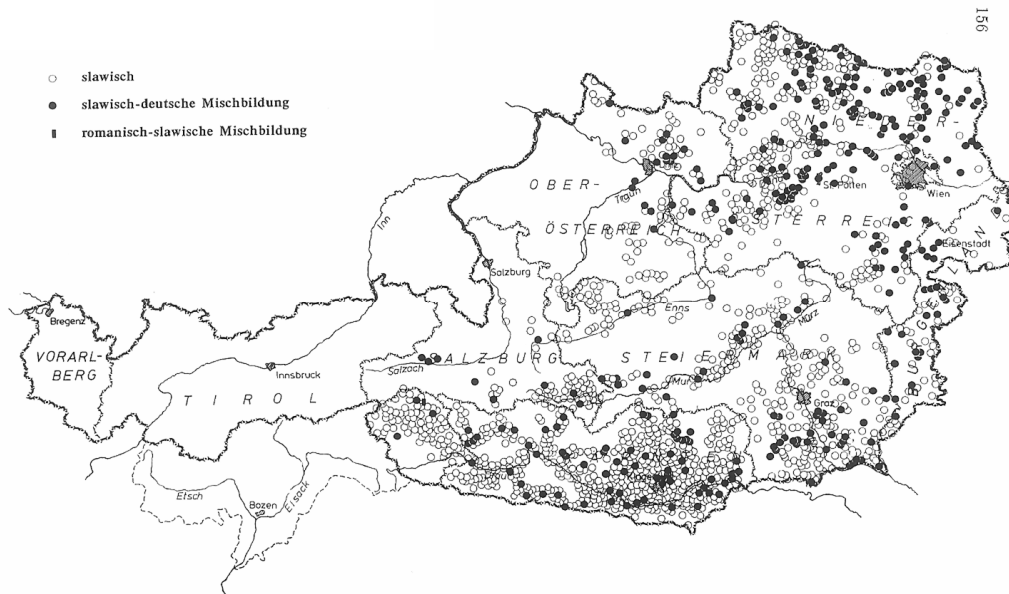 156
slawisch
slawisch-deutsche Mischbildung
romanisch-slawische Mischbildung
NIEDER-
OBER-
Traun
St. Pölten
Wien
ÖSTERREICH
ÖSTERREICH
Inn
Salzburg
Eisenstadt
BURGENLAND
Bregenz
Enns
Mürz
VORARL-
BERG
SALZBURG
STEIERMARK
Salzach
Innsbruck
Mur
TIROL
Graz
Etsch
Eisack
Bozen